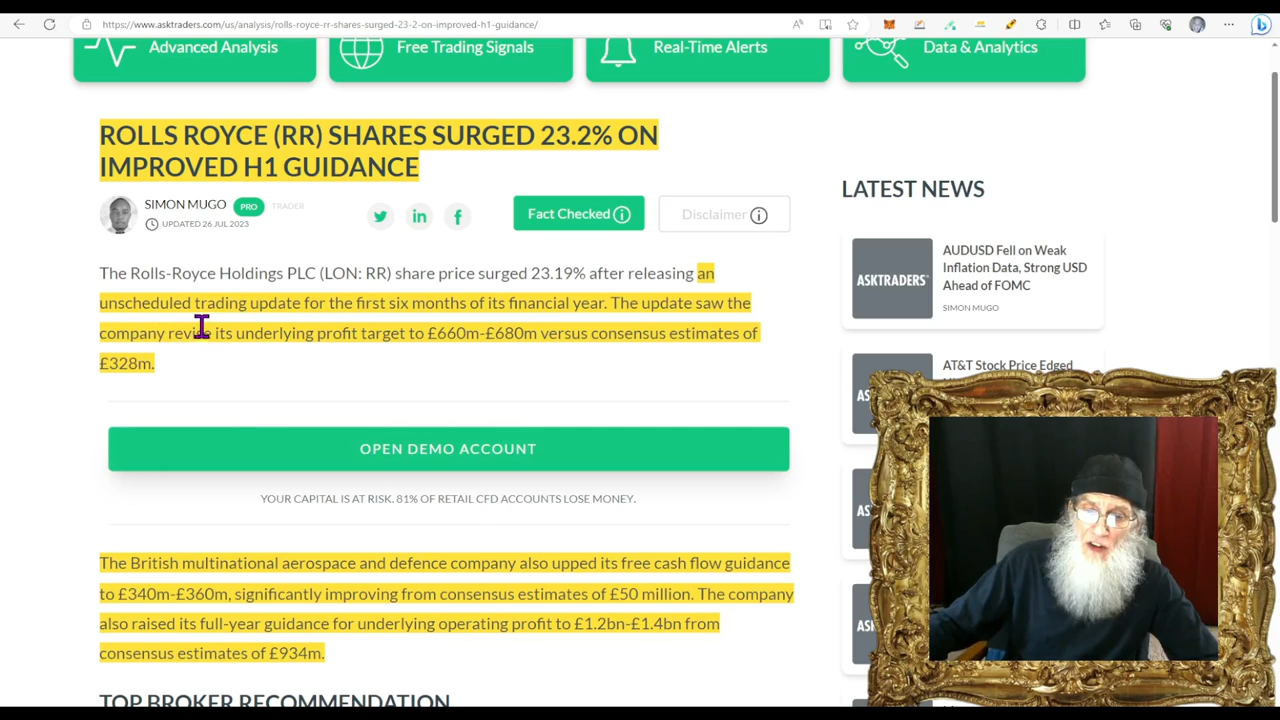 https://www.asktraders.com/us/analysis/rolls-royce-rr-shares-surged-23-2-on-improved-h1-guidance/
Advanced Analysis
Free Trading Signals
Real-Time Alerts
Data & Analytics
ROLLS ROYCE (RR) SHARES SURGED 23.2% ON
IMPROVED H1 GUIDANCE
SIMON MUGO PRO TRADER
UPDATED 26 JUL 2023
Fact Checked
Disclaimer
The Rolls-Royce Holdings PLC (LON: RR) share price surged 23.19% after releasing an
unscheduled trading update for the first six months of its financial year. The update saw the
company revise its underlying profit target to £660m-£680m versus consensus estimates of
£328m.
OPEN DEMO ACCOUNT
YOUR CAPITAL IS AT RISK. 81% OF RETAIL CFD ACCOUNTS LOSE MONEY.
The British multinational aerospace and defence company also upped its free cash flow guidance
to £340m-£360m, significantly improving from consensus estimates of £50 million. The company
also raised its full-year guidance for underlying operating profit to £1.2bn-£1.4bn from
consensus estimates of £934m.
TOP BROKER RECOMMENDATION
LATEST NEWS
ASKTRADERS
AUDUSD Fell on Weak
Inflation Data, Strong USD
Ahead of FOMC
SIMON MUGO
AT&T Stock Price Edged